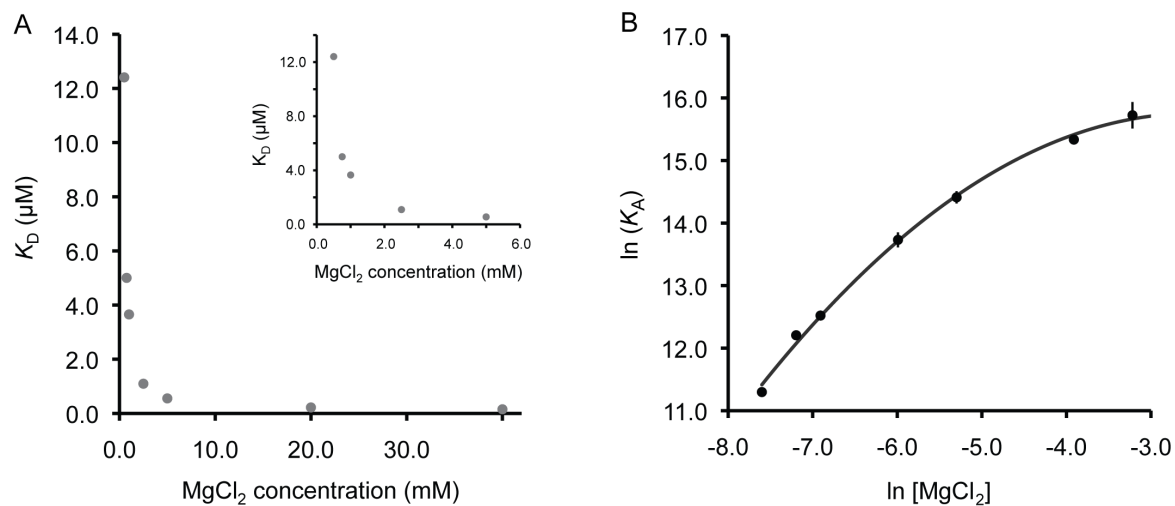 A
14.0
12.0
10.0
8.0
6.0
4.0
2.0
0.0
K_D (µM)
0.0 10.0 20.0 30.0
MgCl₂ concentration (mM)
12.0
8.0
4.0
0.0
K_D (µM)
0.0 2.0 4.0 6.0
MgCl₂ concentration (mM)
B
17.0
16.0
15.0
14.0
13.0
12.0
11.0
ln (K_A)
-8.0 -7.0 -6.0 -5.0 -4.0 -3.0
ln [MgCl₂]